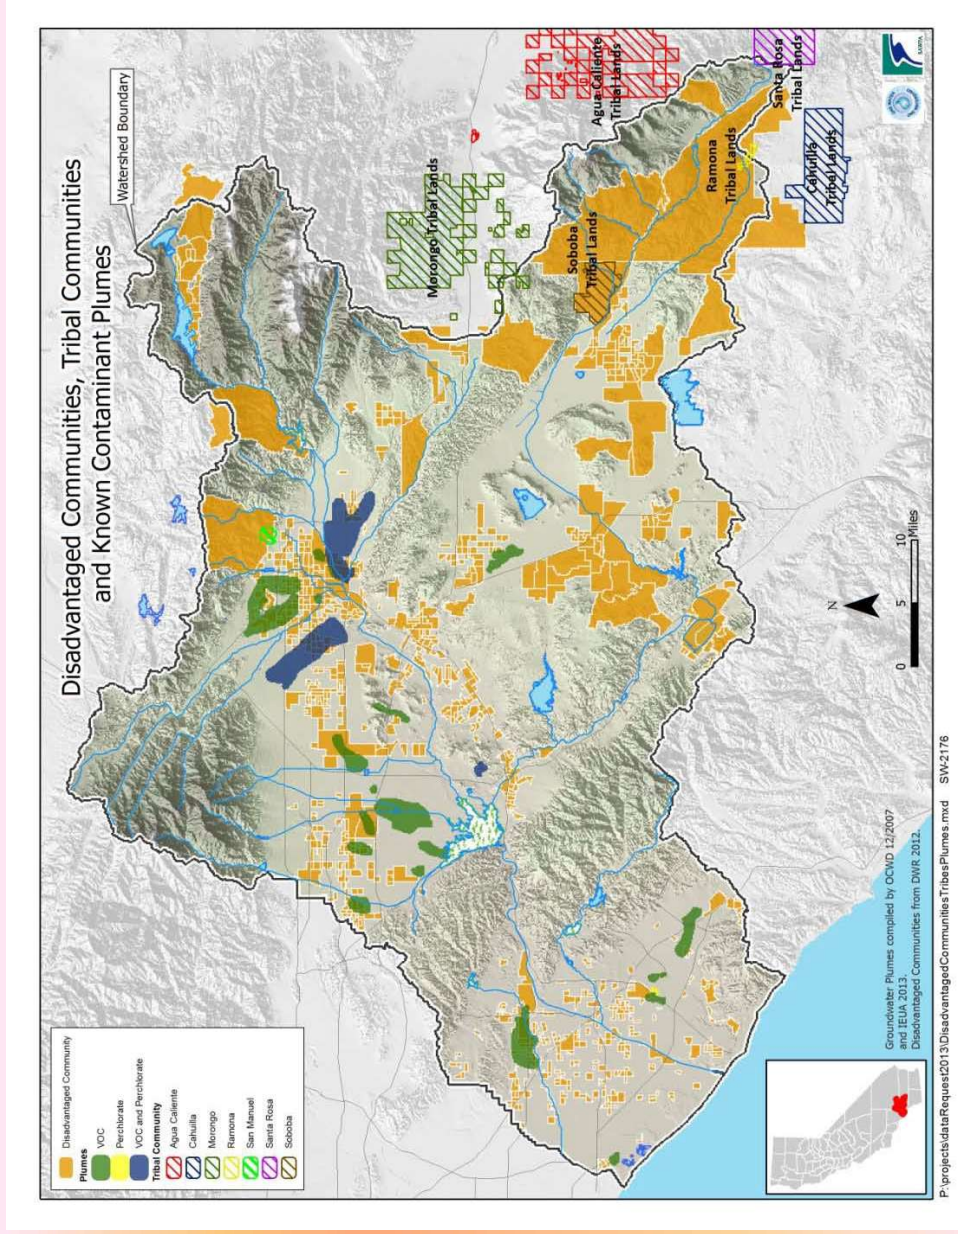 Disadvantaged Communities, Tribal Communities
and Known Contaminant Plumes
Watershed Boundary
Agua Caliente
Tribal Lands
Santa Rosa
Tribal Lands
Morongo Tribal Lands
Ramona
Tribal Lands
Cahuilla
Tribal Lands
Soboba
Tribal Lands
Disadvantaged Community
Plumes
VOC
Perchlorate
VOC and Perchlorate
Tribal Community
Agua Caliente
Cahuilla
Morongo
Ramona
San Manuel
Santa Rosa
Soboba
N
0 5 10
Miles
Groundwater Plumes compiled by OCWD 12/2007
and IEUA 2013.
Disadvantaged Communities from DWR 2012.
P:\projects\dataRequest2013\DisadvantagedCommunitiesTribesPlumes.mxd SW-2176
SAWPA